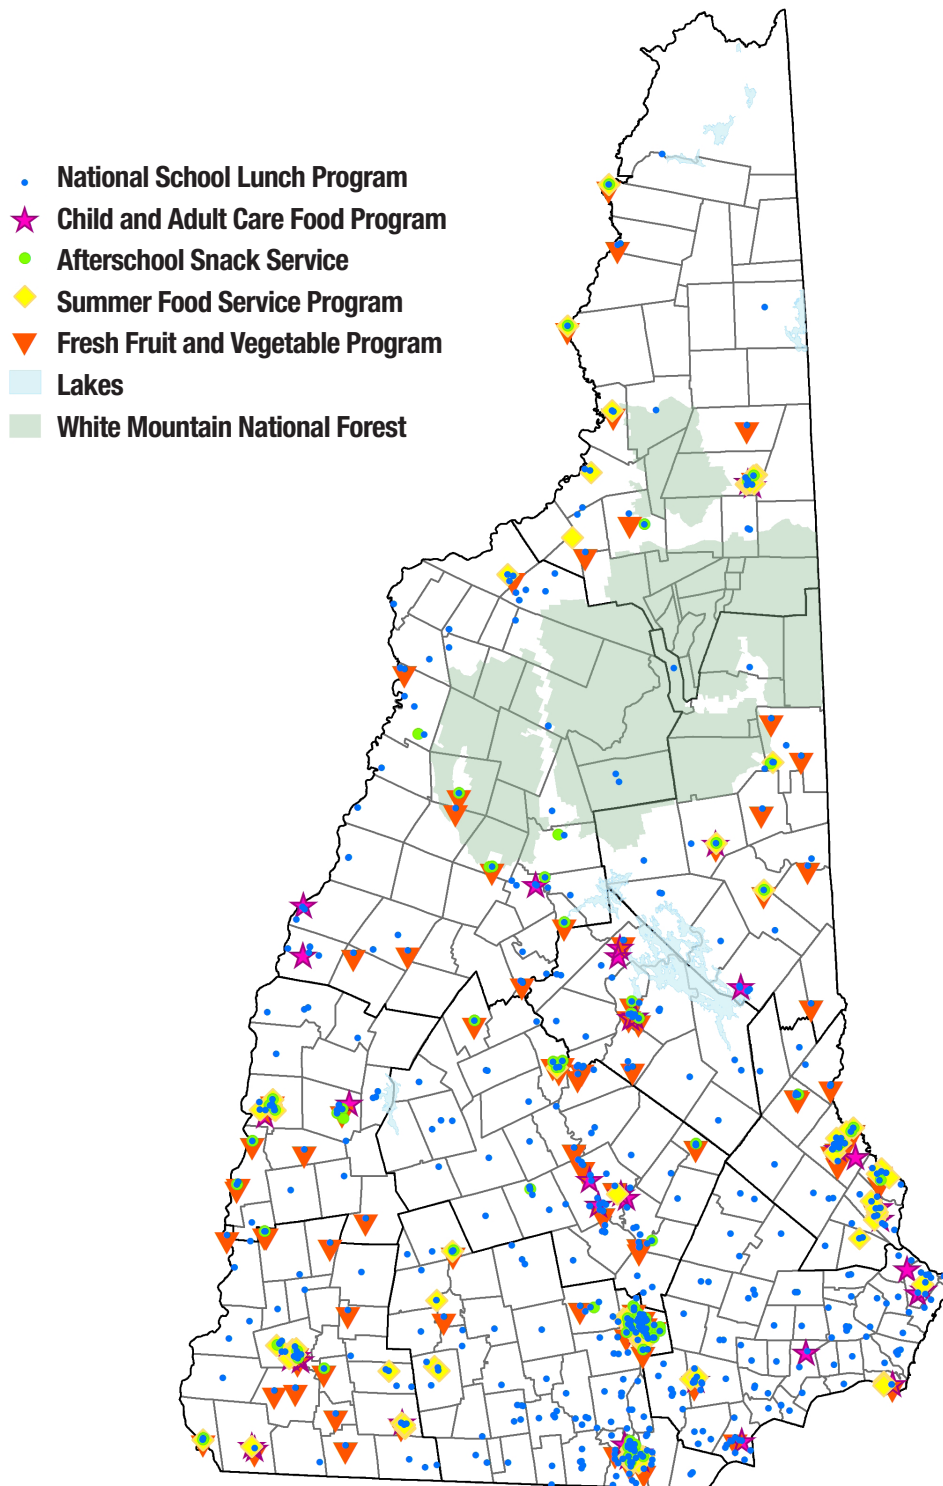 National School Lunch Program
Child and Adult Care Food Program
Afterschool Snack Service
Summer Food Service Program
Fresh Fruit and Vegetable Program
Lakes
White Mountain National Forest